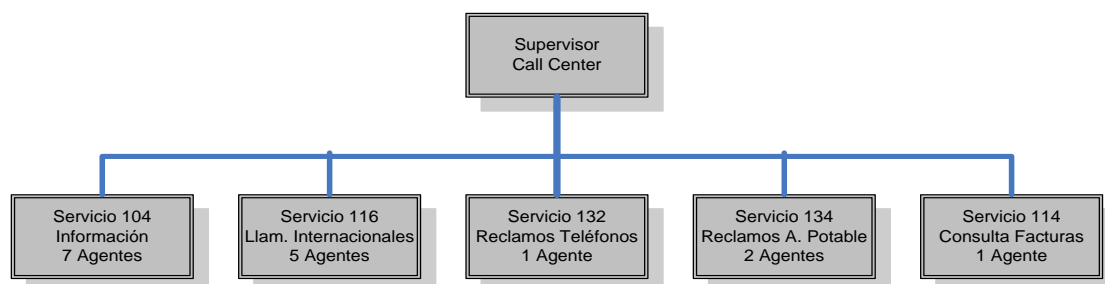 Supervisor
Call Center
Servicio 104
Información
7 Agentes
Servicio 116
Llam. Internacionales
5 Agentes
Servicio 132
Reclamos Teléfonos
1 Agente
Servicio 134
Reclamos A. Potable
2 Agentes
Servicio 114
Consulta Facturas
1 Agente